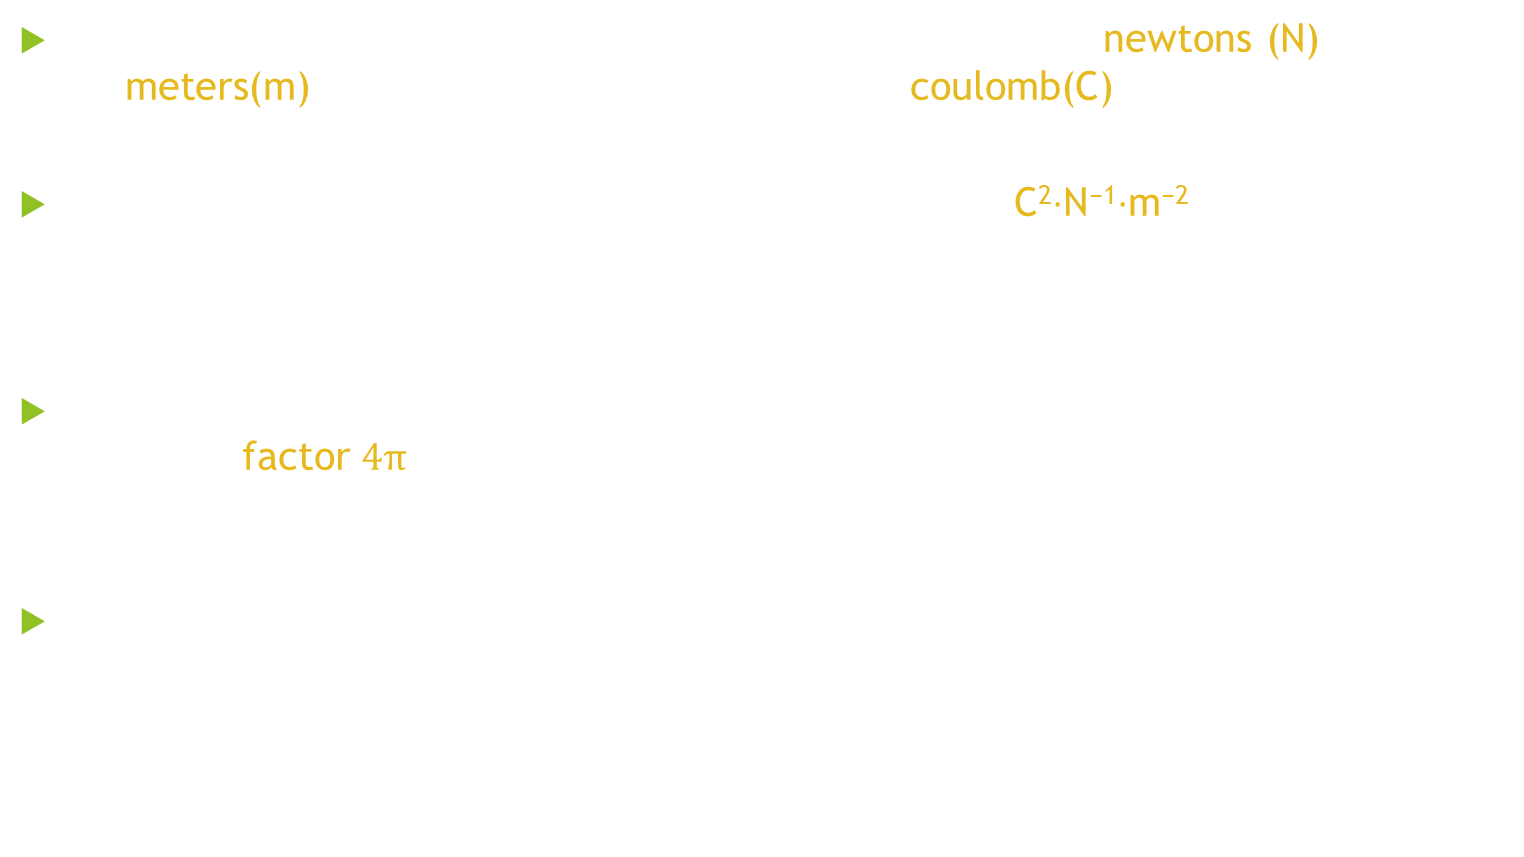 newtons (N)
meters(m) coulomb(C)
C²·N⁻¹·m⁻²
factor 4π